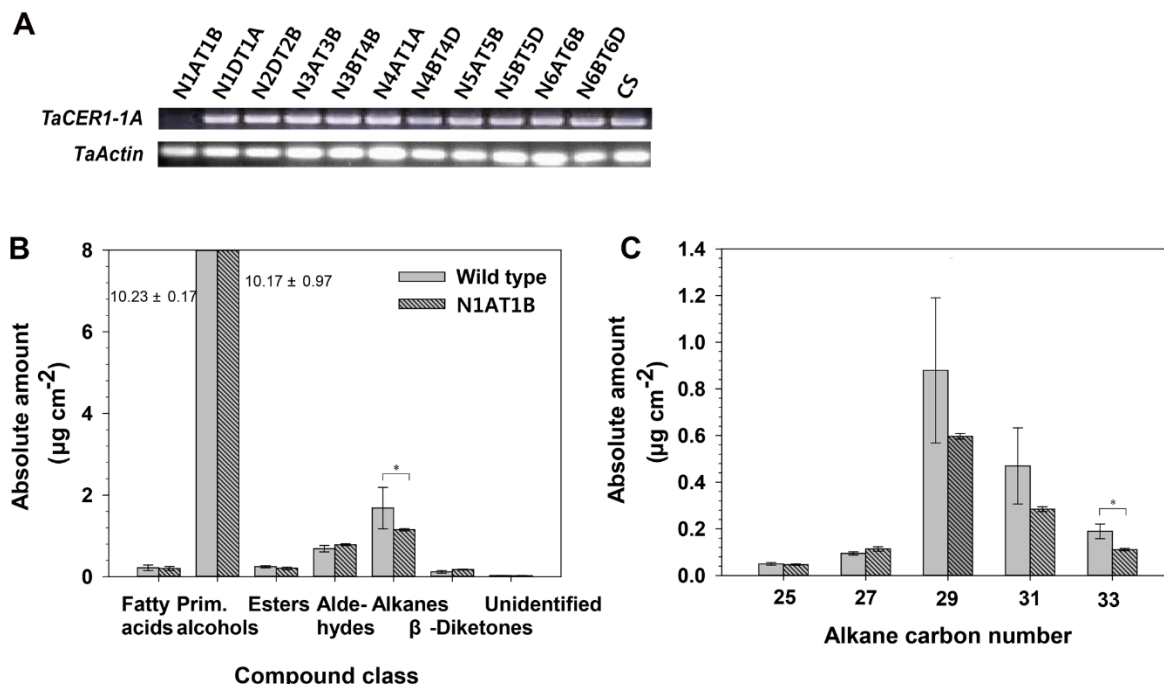 A
N1AT1B N1DT1A N2DT2B N3AT3B N3BT4B N4AT1A N4BT4D N5AT5B N5BT5D N6AT6B N6BT6D CS
TaCER1-1A
TaActin
B
Absolute amount
(µg cm-2)
8
6
4
2
0
10.23 ± 0.17
10.17 ± 0.97
Wild type
N1AT1B
*
Fatty Prim. Esters Alde- Alkanes Unidentified
acids alcohols hydytes β -Diketones
Compound class
C
Absolute amount
(µg cm-2)
1.4
1.2
1.0
0.8
0.6
0.4
0.2
0.0
*
25 27 29 31 33
Alkane carbon number